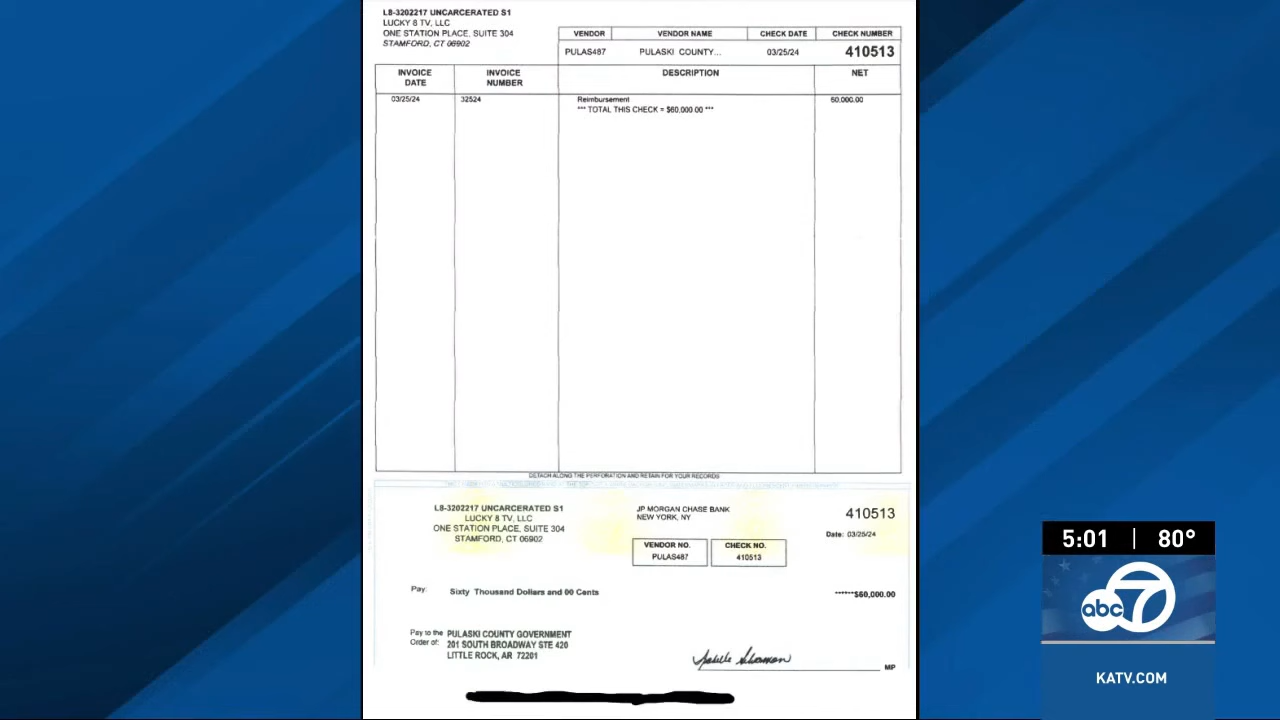 L8-3202217 UNCARCERATED S1
LUCKY 8 TV, LLC
ONE STATION PLACE, SUITE 304
STAMFORD, CT 06902
VENDOR VENDOR NAME CHECK DATE CHECK NUMBER
PULAS487 PULASKI COUNTY... 03/25/24 410513
INVOICE DATE INVOICE NUMBER DESCRIPTION NET
03/25/24 32524 Reimbursement 60,000.00
*** TOTAL THIS CHECK = $60,000.00 ***
DETACH ALONG THE PERFORATION AND RETAIN FOR YOUR RECORDS
L8-3202217 UNCARCERATED S1
LUCKY 8 TV, LLC
ONE STATION PLACE, SUITE 304
STAMFORD, CT 06902
JP MORGAN CHASE BANK
NEW YORK, NY
410513
Date: 03/25/24
VENDOR NO. CHECK NO.
PULAS487 410513
Pay: Sixty Thousand Dollars and 00 Cents ******$60,000.00
Pay to the Order of:
PULASKI COUNTY GOVERNMENT
201 SOUTH BROADWAY STE 420
LITTLE ROCK, AR 72201
MP
5:01 | 80°
abc 7
KATV.COM